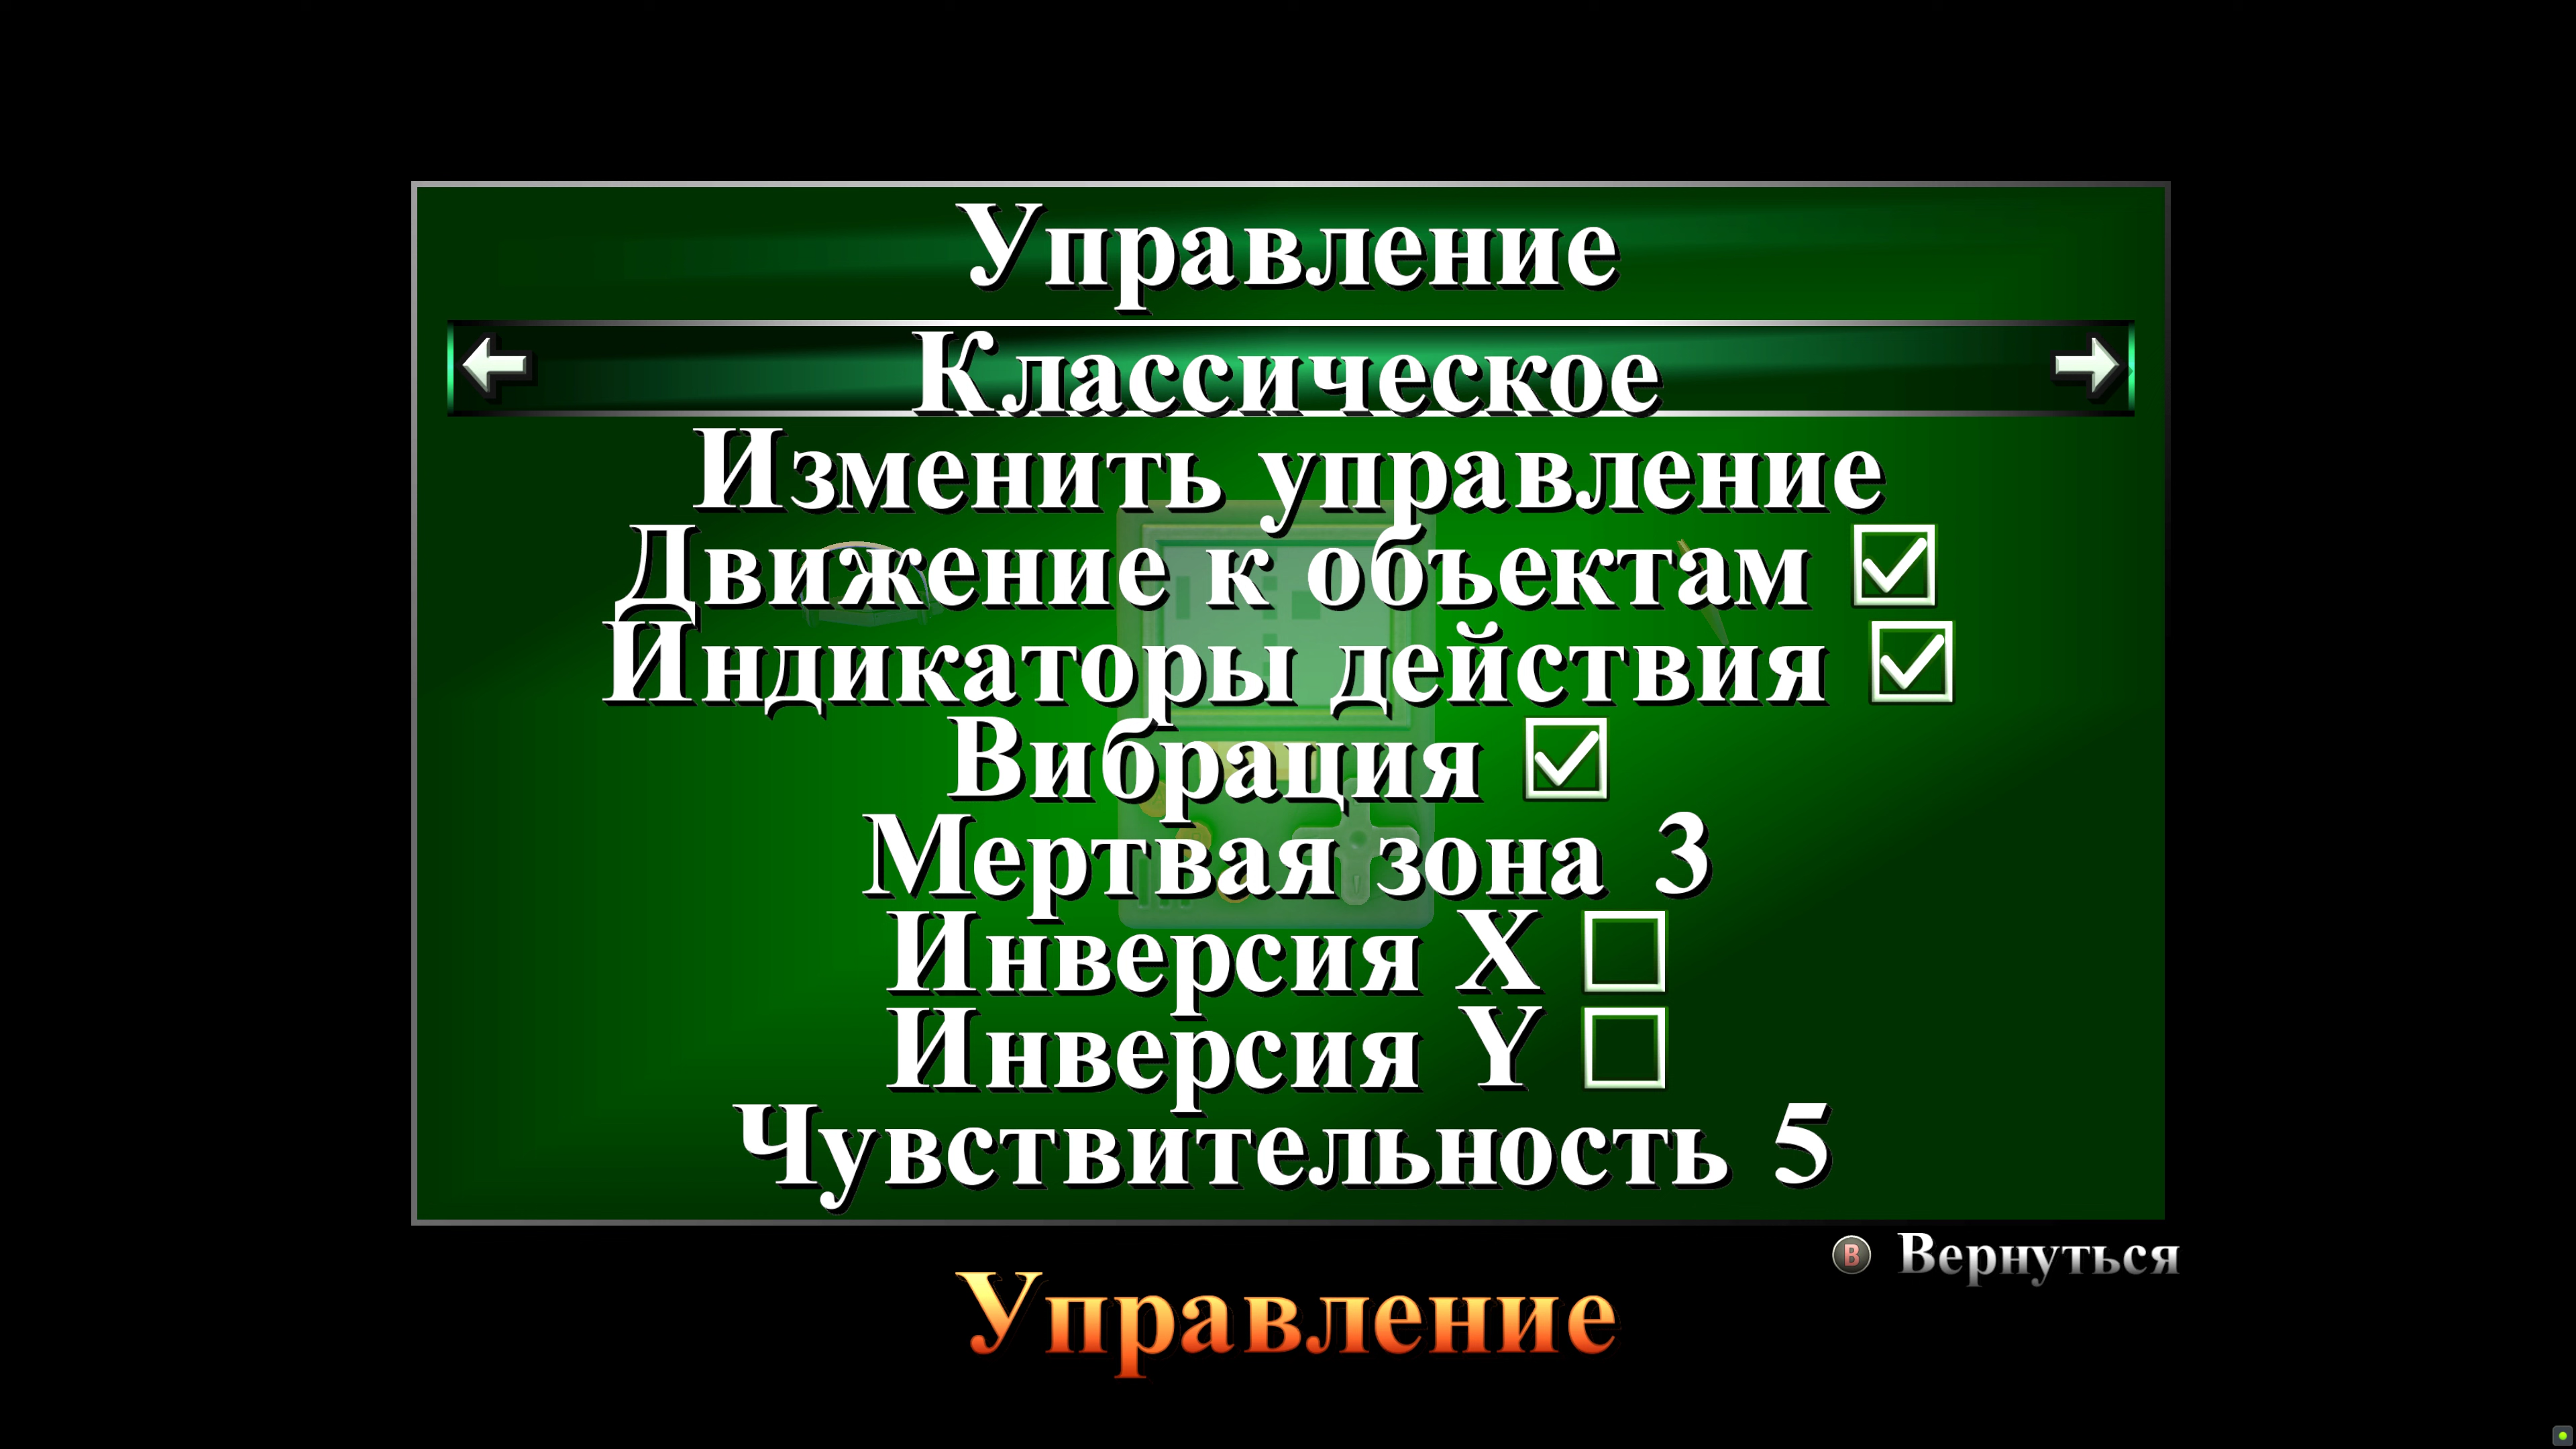 Управление
Классическое
Изменить управление
Движение к объектам
Индикаторы действия
Вибрация
Мертвая зона 3
Инверсия X
Инверсия Y
Чувствительность 5
B Вернуться
Управление